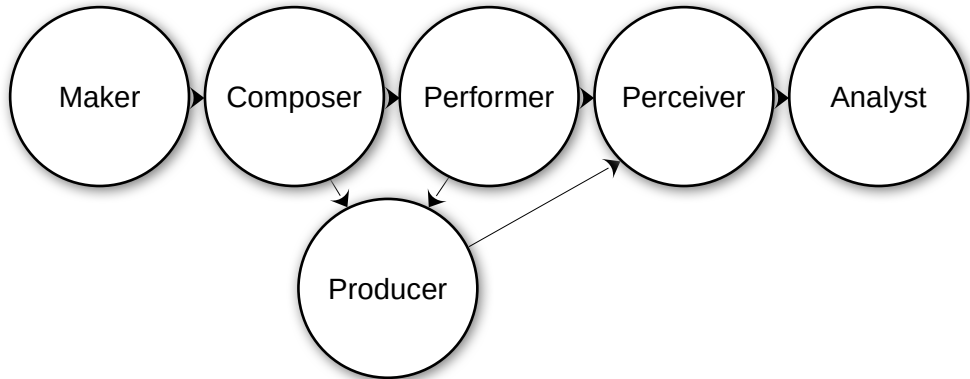 Maker
Composer
Performer
Perceiver
Analyst
Producer